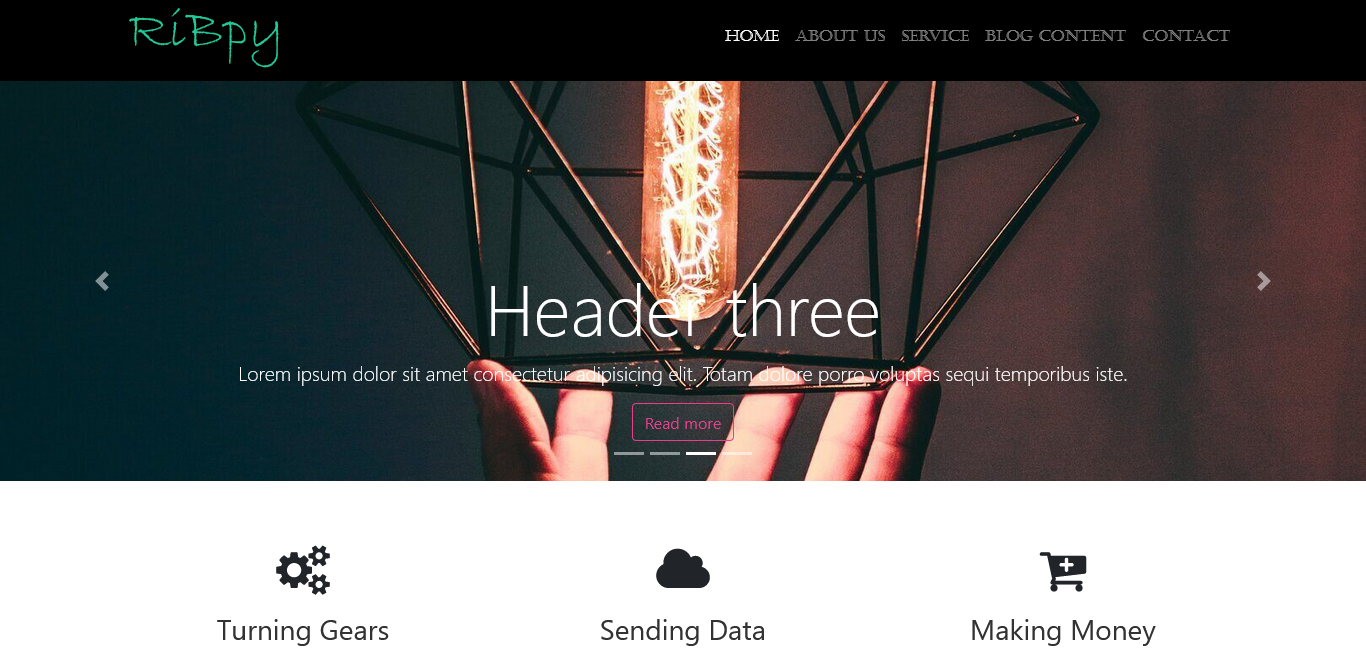 RiBpy
HOME ABOUT US SERVICE BLOG CONTENT CONTACT
Header three
Lorem ipsum dolor sit amet consectetur adipisicing elit. Totam dolore porro voluptas sequi temporibus iste.
Read more
Turning Gears Sending Data Making Money